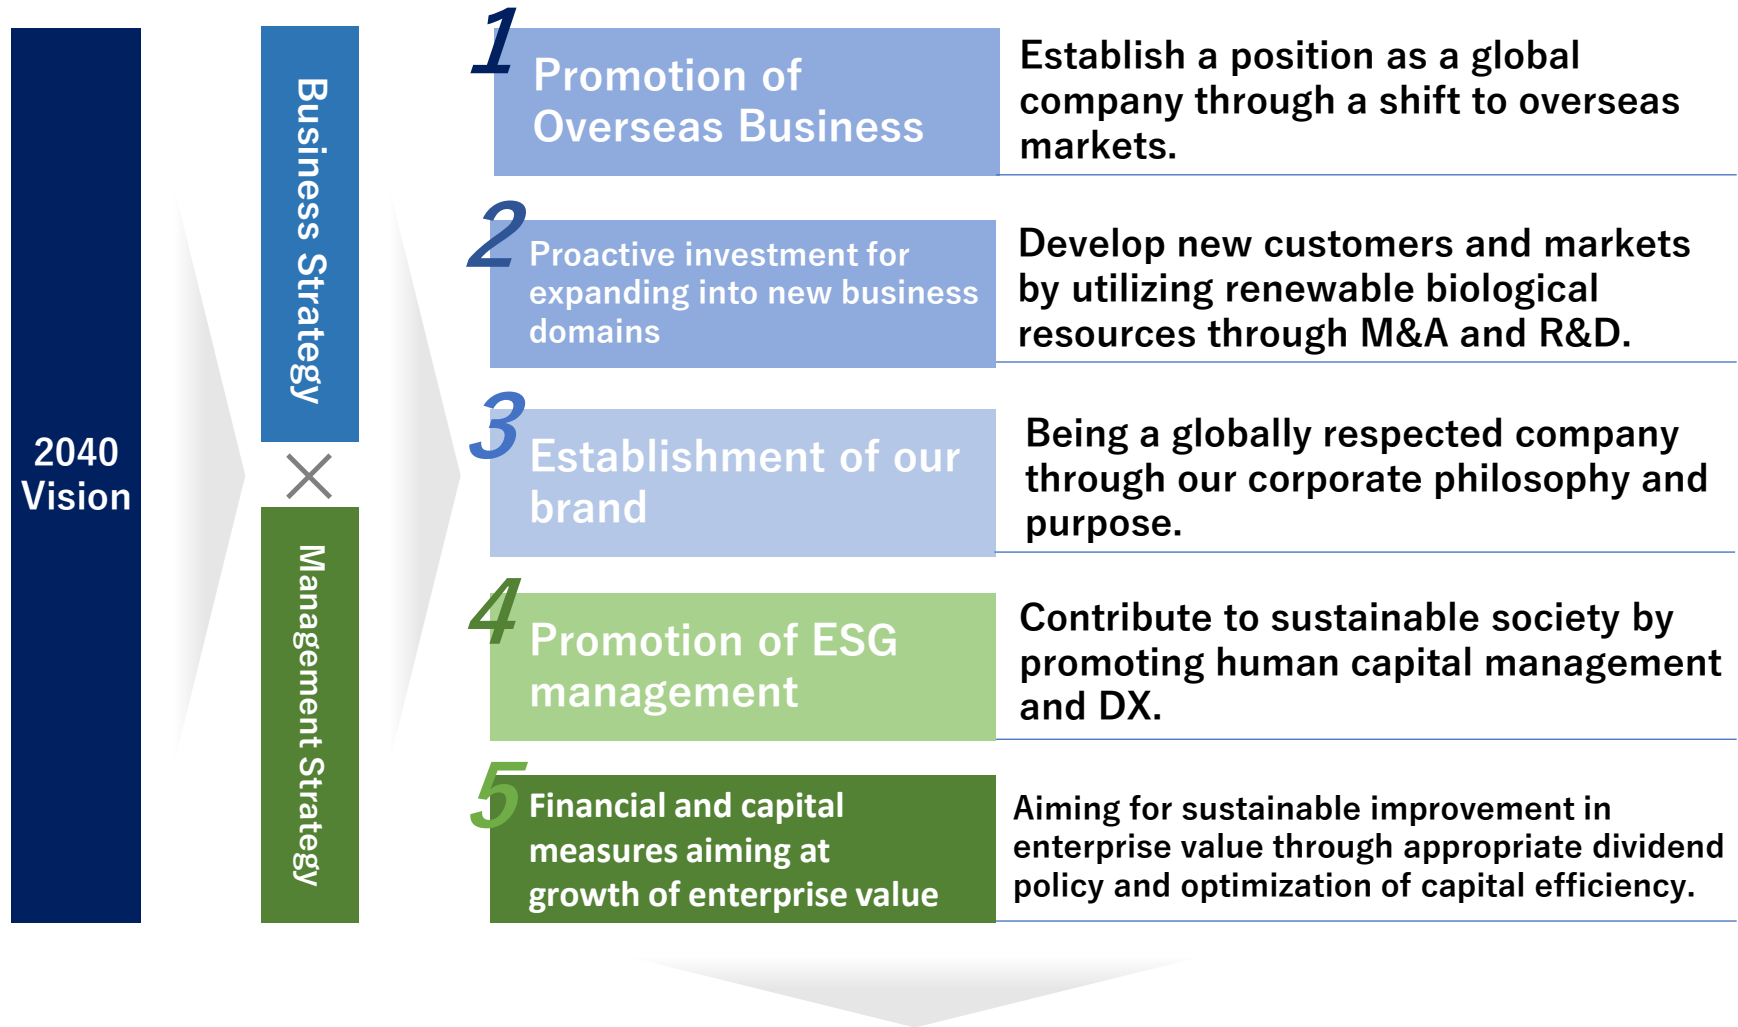 2040
Vision
Business Strategy
Management Strategy
1
Promotion of
Overseas Business
Establish a position as a global
company through a shift to overseas
markets.
2
Proactive investment for
expanding into new business
domains
Develop new customers and markets
by utilizing renewable biological
resources through M&A and R&D.
3
Establishment of our
brand
Being a globally respected company
through our corporate philosophy and
purpose.
4
Promotion of ESG
management
Contribute to sustainable society by
promoting human capital management
and DX.
5
Financial and capital
measures aiming at
growth of enterprise value
Aiming for sustainable improvement in
enterprise value through appropriate dividend
policy and optimization of capital efficiency.